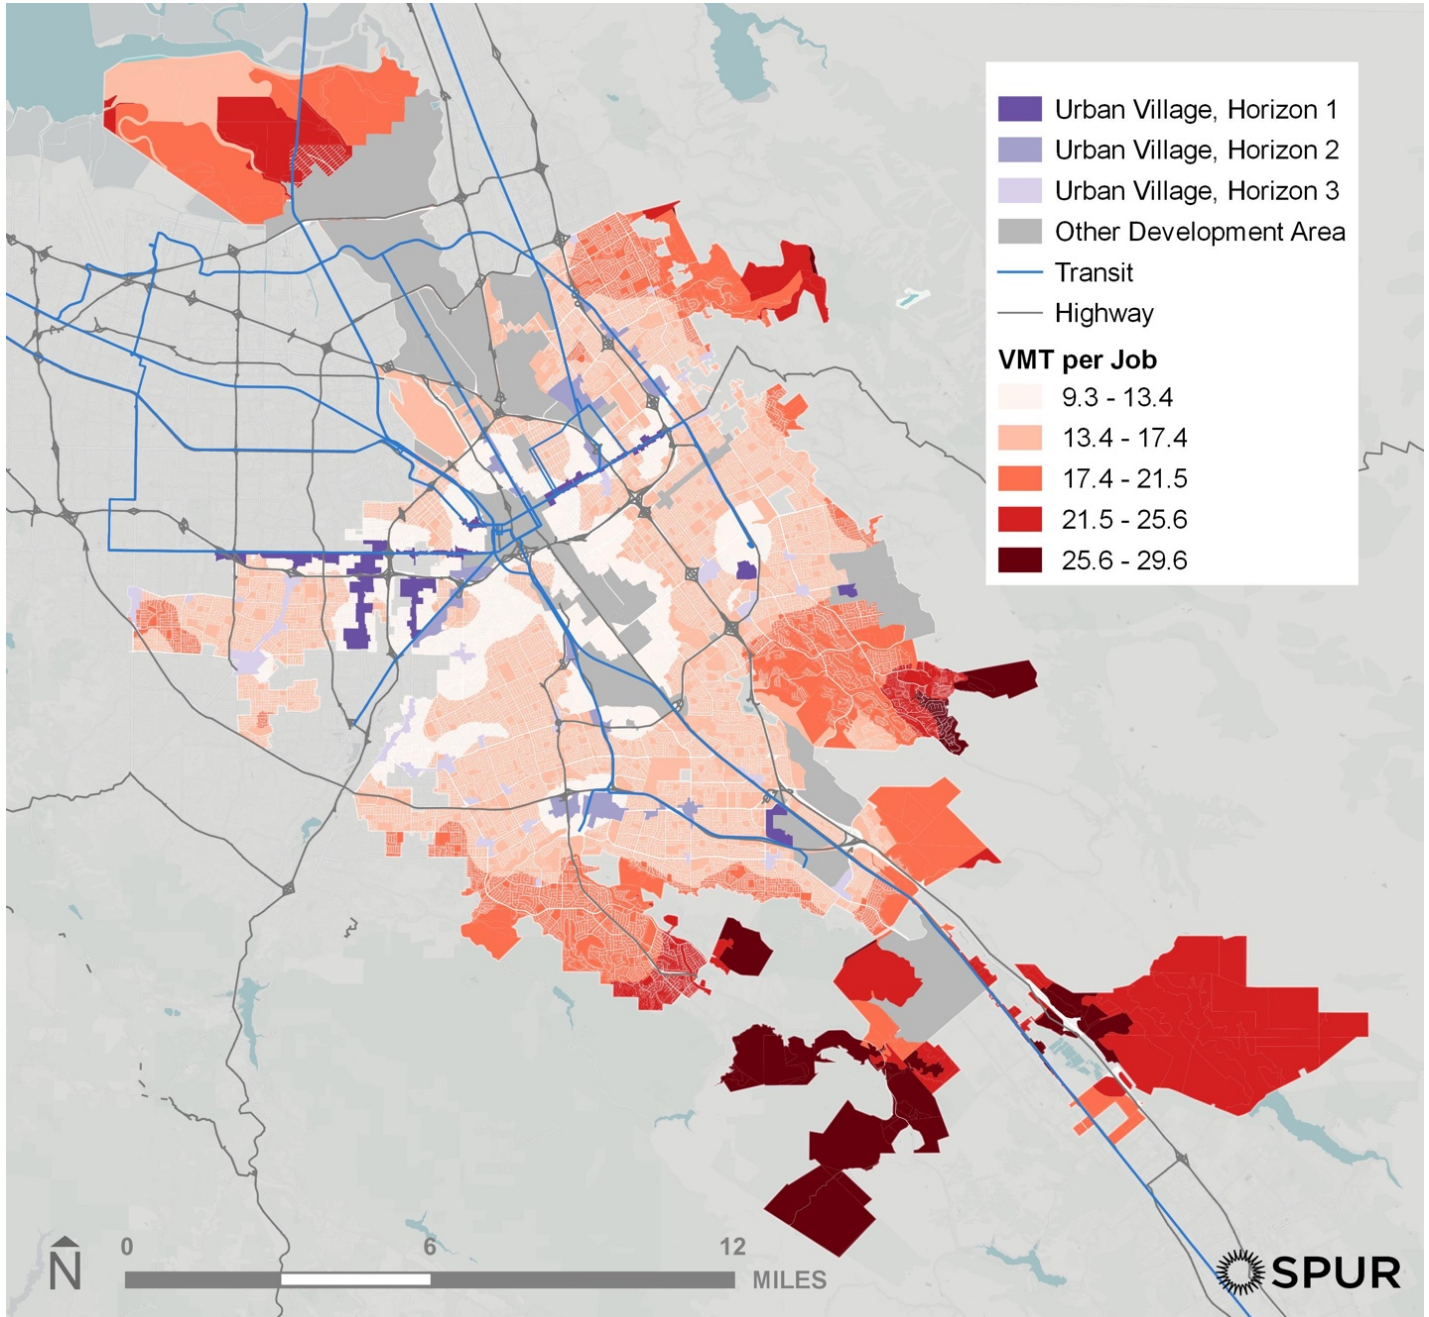 Urban Village, Horizon 1
Urban Village, Horizon 2
Urban Village, Horizon 3
Other Development Area
Transit
Highway
VMT per Job
9.3 - 13.4
13.4 - 17.4
17.4 - 21.5
21.5 - 25.6
25.6 - 29.6
N
0 6 12
MILES
SPUR